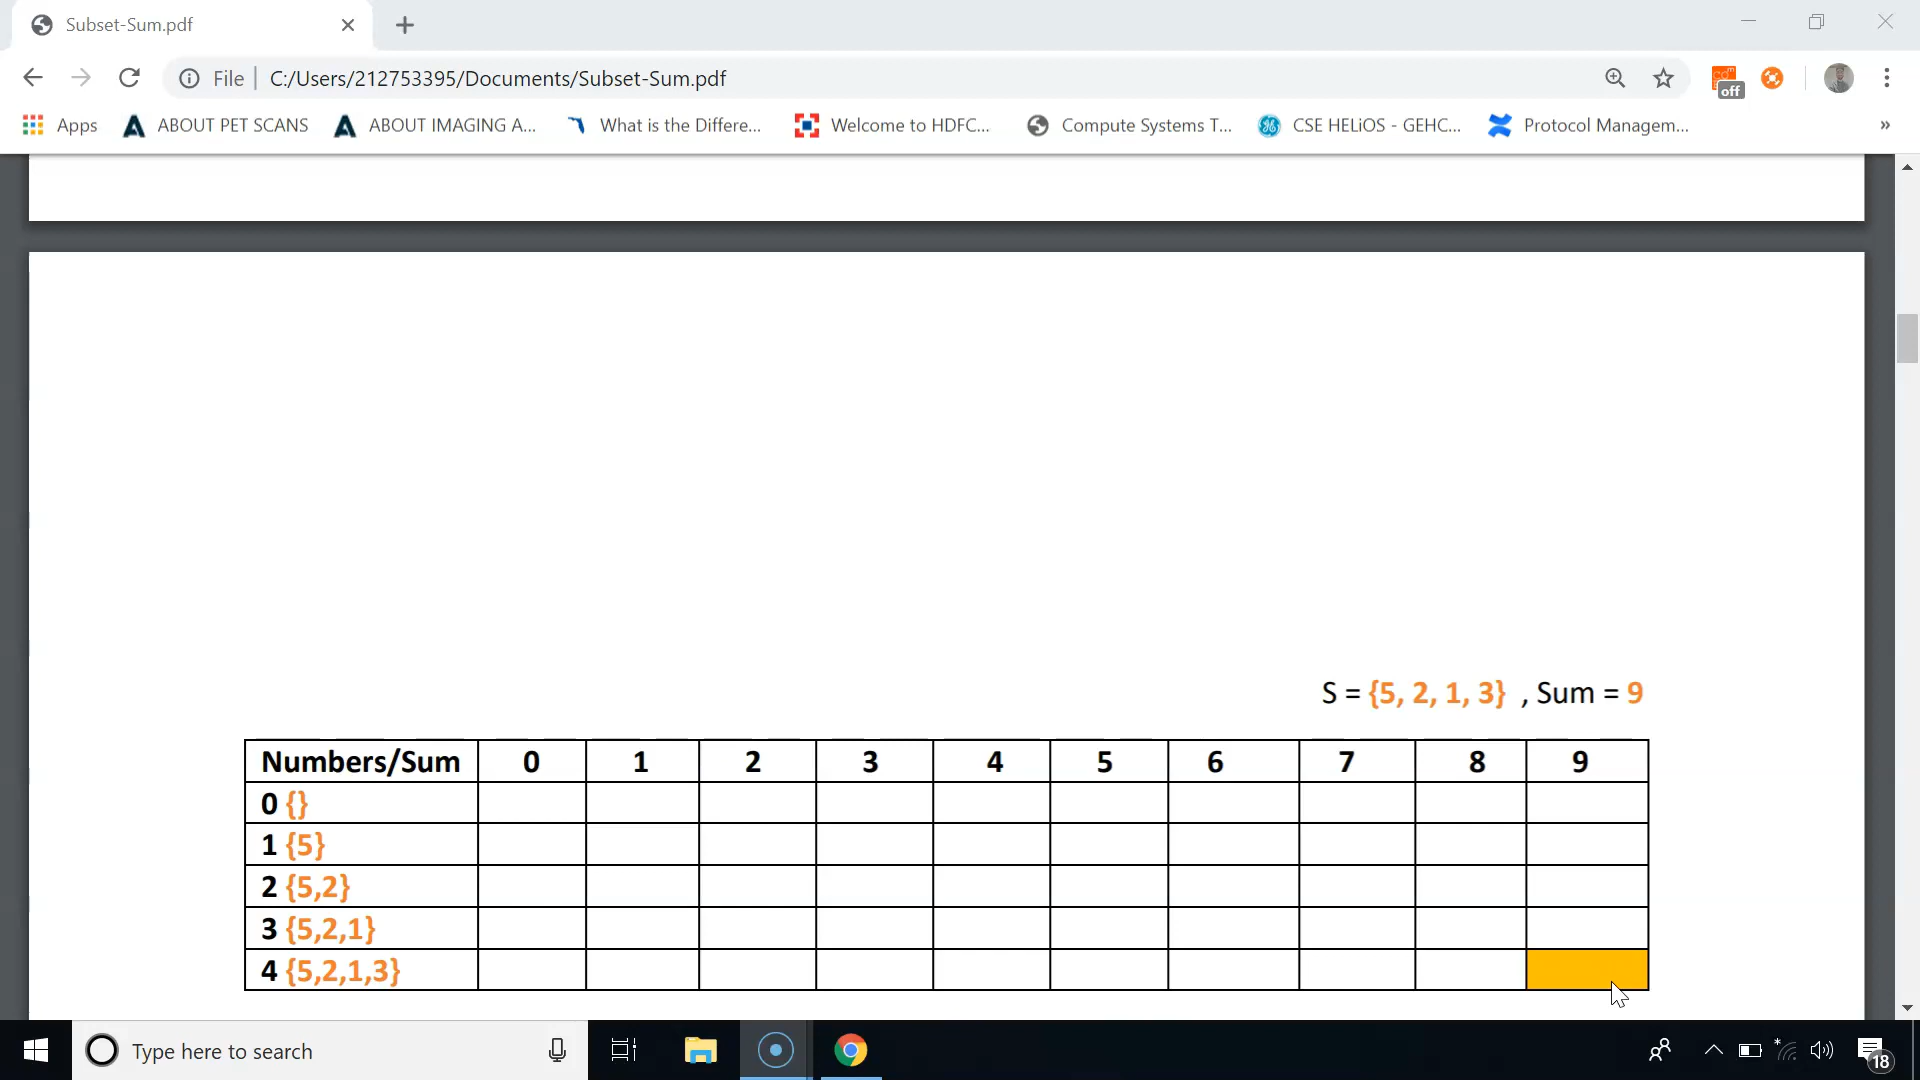 Subset-Sum.pdf
File C:/Users/212753395/Documents/Subset-Sum.pdf
off
Apps ABOUT PET SCANS ABOUT IMAGING A... What is the Differe... Welcome to HDFC... Compute Systems T... CSE HELiOS - GEHC... Protocol Managem... »
S = {5, 2, 1, 3} , Sum = 9
Numbers/Sum 0 1 2 3 4 5 6 7 8 9
0 {}
1 {5}
2 {5,2}
3 {5,2,1}
4 {5,2,1,3}
Type here to search
18